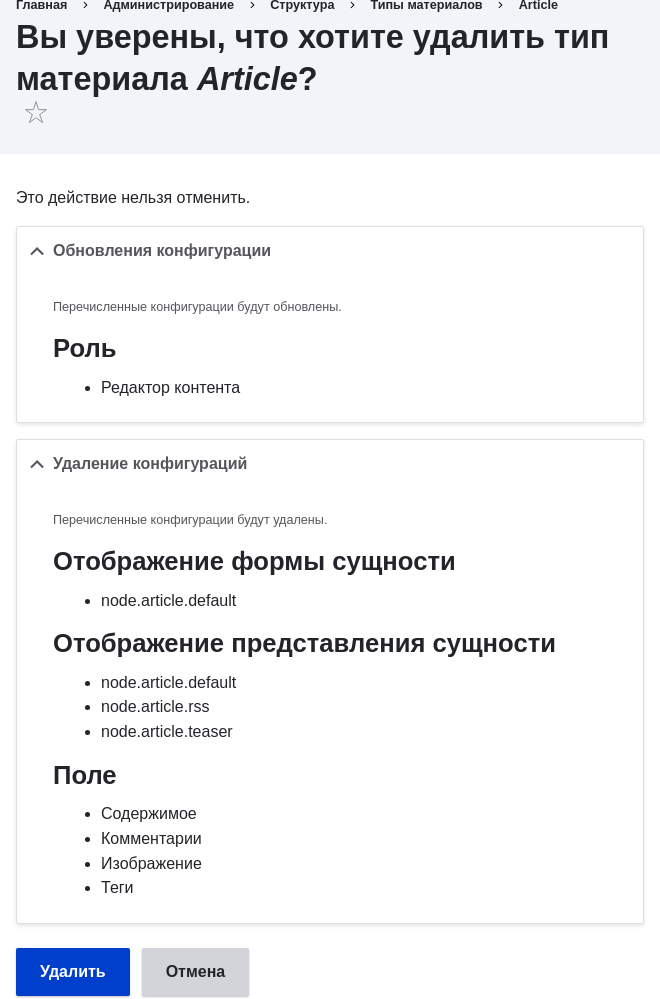 Главная › Администрирование › Структура › Типы материалов › Article
Вы уверены, что хотите удалить тип
материала Article?
Это действие нельзя отменить.
Обновления конфигурации
Перечисленные конфигурации будут обновлены.
Роль
• Редактор контента
Удаление конфигураций
Перечисленные конфигурации будут удалены.
Отображение формы сущности
• node.article.default
Отображение представления сущности
• node.article.default
• node.article.rss
• node.article.teaser
Поле
• Содержимое
• Комментарии
• Изображение
• Теги
Удалить Отмена